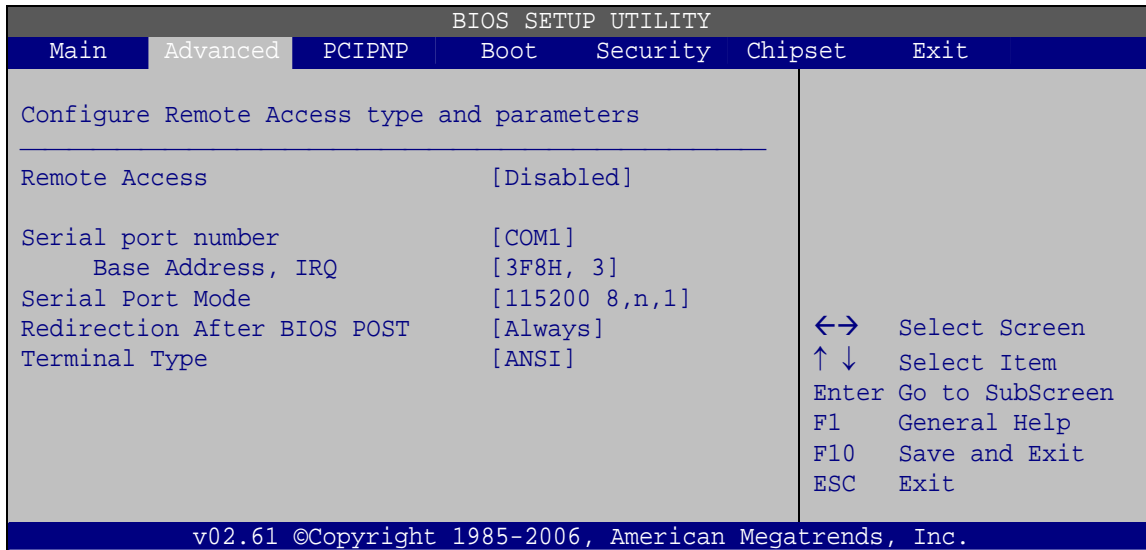 BIOS SETUP UTILITY
Main Advanced PCIPNP Boot Security Chipset Exit
Configure Remote Access type and parameters
Remote Access [Disabled]
Serial port number [COM1]
Base Address, IRQ [3F8H, 3]
Serial Port Mode [115200 8,n,1]
Redirection After BIOS POST [Always]
Terminal Type [ANSI]
←→ Select Screen
↑ ↓ Select Item
Enter Go to SubScreen
F1 General Help
F10 Save and Exit
ESC Exit
v02.61 ©Copyright 1985-2006, American Megatrends, Inc.